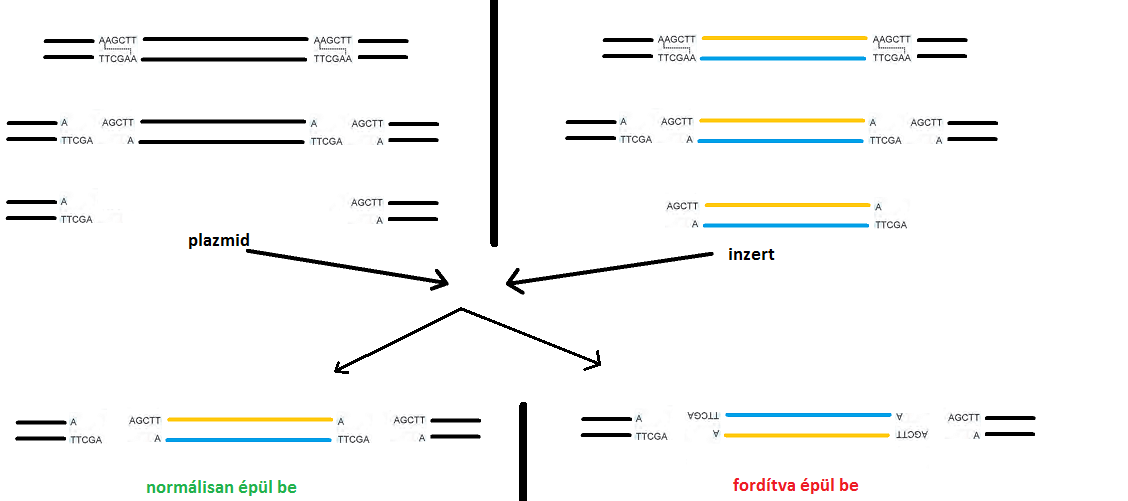 AAGCTT AAGCTT AAGCTT AAGCTT
TTCGAA TTCGAA TTCGAA TTCGAA
A AGCTT A AGCTT A AGCTT A AGCTT
TTCGA A TTCGA A TTCGA A TTCGA A
A AGCTT AGCTT A
TTCGA A A TTCGA
plazmid inzert
A AGCTT A AGCTT A TTCGA A AGCTT
TTCGA A TTCGA A TTCGA A AGCTT A
normálisan épül be fordítva épül be